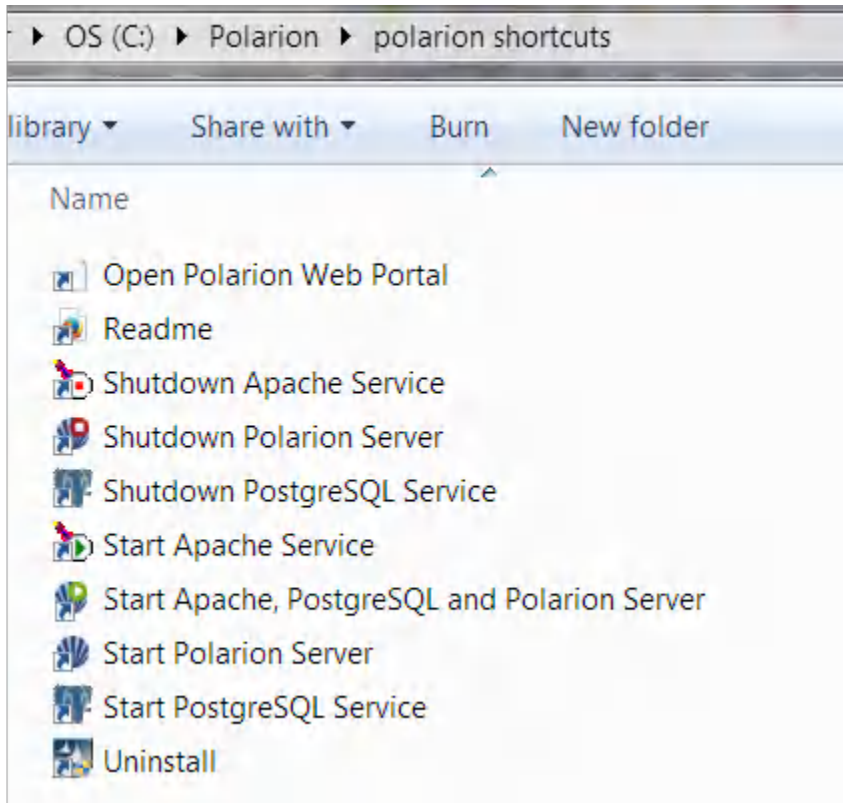 OS (C:) ▸ Polarion ▸ polarion shortcuts
library ▾ Share with ▾ Burn New folder
Name
Open Polarion Web Portal
Readme
Shutdown Apache Service
Shutdown Polarion Server
Shutdown PostgreSQL Service
Start Apache Service
Start Apache, PostgreSQL and Polarion Server
Start Polarion Server
Start PostgreSQL Service
Uninstall